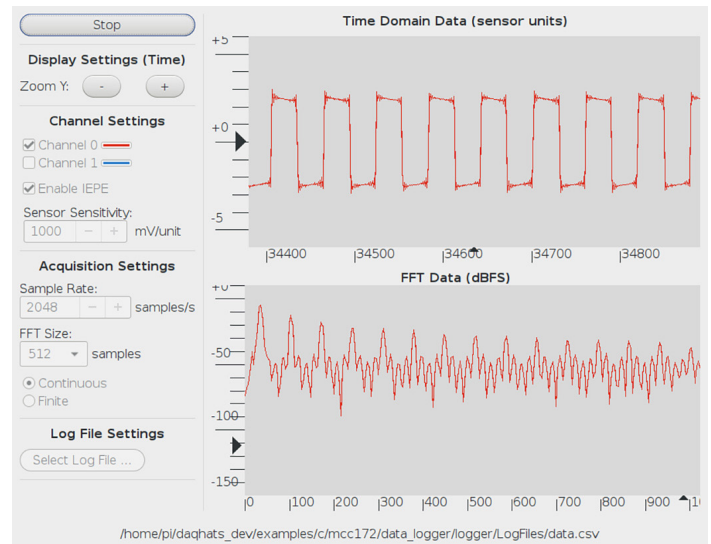 Stop
Display Settings (Time)
Zoom Y: - +
Channel Settings
Channel 0
Channel 1
Enable IEPE
Sensor Sensitivity:
1000 - + mV/unit
Acquisition Settings
Sample Rate:
2048 - + samples/s
FFT Size:
512 samples
Continuous
Finite
Log File Settings
Select Log File ...
Time Domain Data (sensor units)
+5
+0
-5
|34400 |34500 |34600 |34700 |34800
FFT Data (dBFS)
+0
-50
-100
-150
|0 |100 |200 |300 |400 |500 |600 |700 |800 |900
/home/pi/daqhats_dev/examples/c/mcc172/data_logger/logger/LogFiles/data.csv